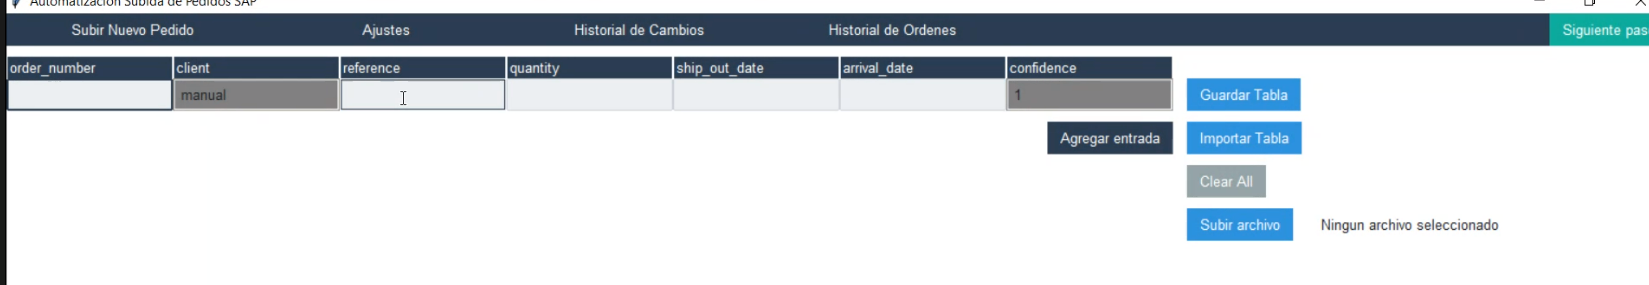 Automatización Subida de Pedidos SAP
Subir Nuevo Pedido Ajustes Historial de Cambios Historial de Ordenes Siguiente pas
order_number client reference quantity ship_out_date arrival_date confidence
manual 1 Guardar Tabla
Agregar entrada Importar Tabla
Clear All
Subir archivo Ningun archivo seleccionado